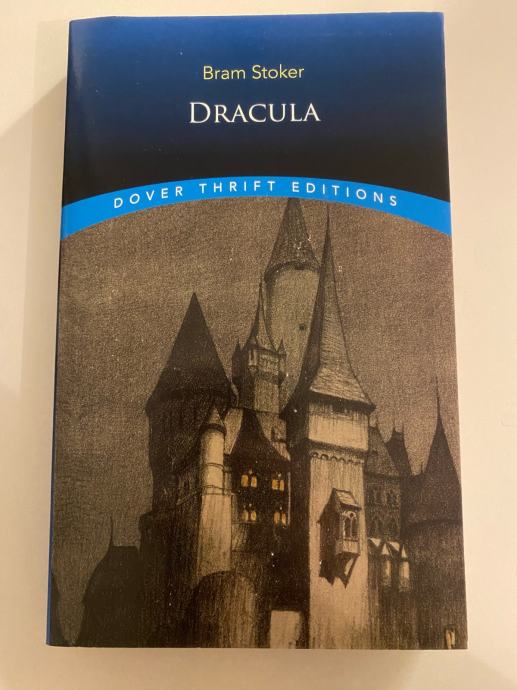 Bram Stoker
DRACULA
DOVER THRIFT EDITIONS